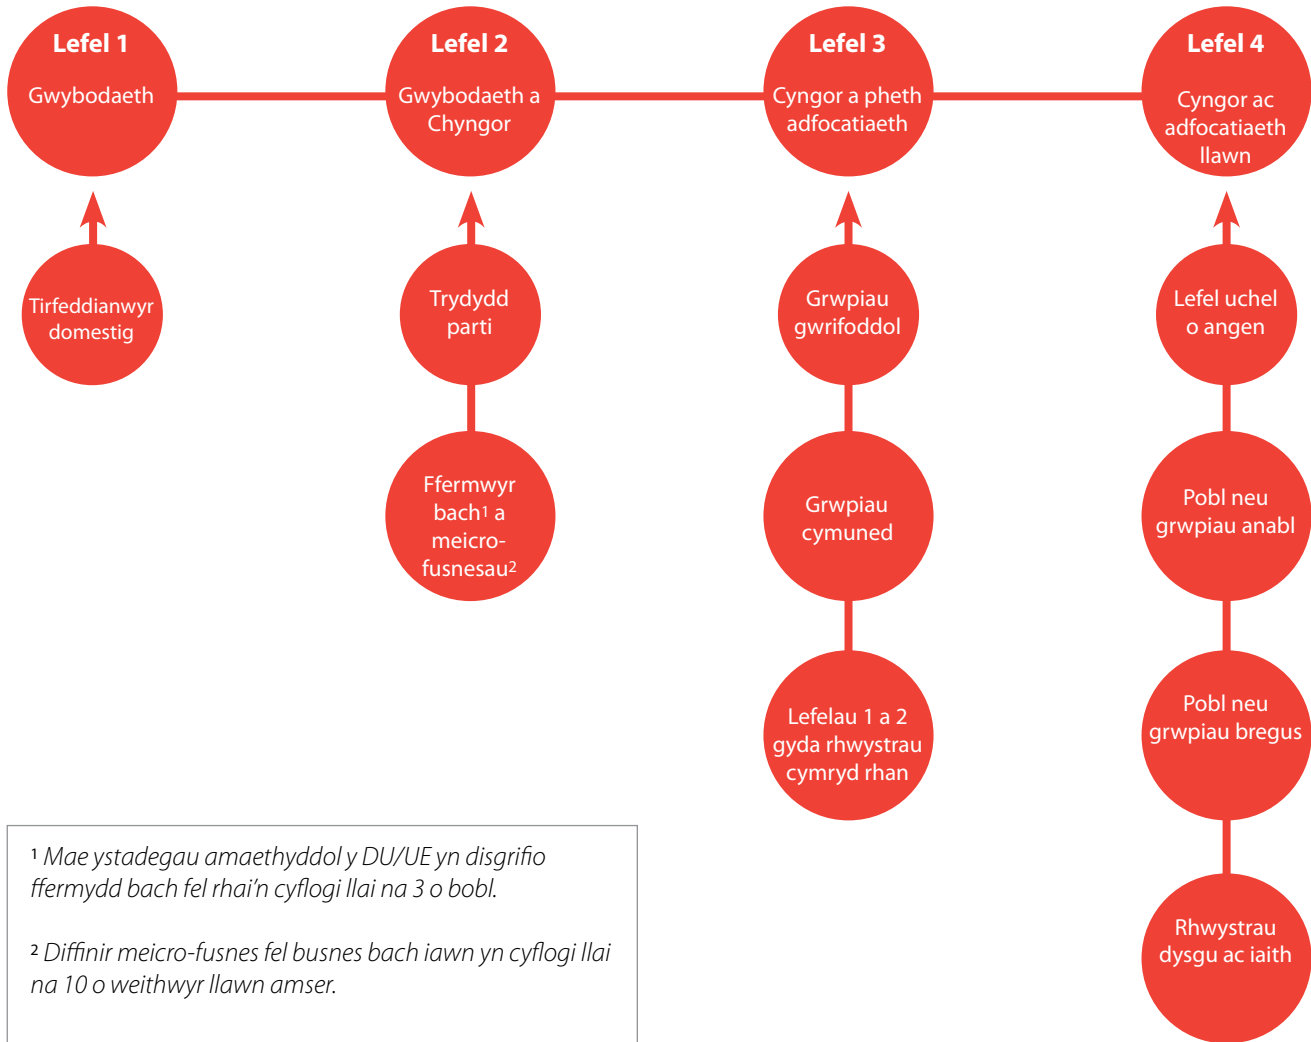 Lefel 1
Gwybodaeth
Lefel 2
Gwybodaeth a
Chyngor
Lefel 3
Cyngor a pheth
adfocatiaeth
Lefel 4
Cyngor ac
adfocatiaeth
llawn
Tirfeddianwyr
domestig
Trydydd
parti
Ffermwyr
bach¹ a
meicro-
fusnesau²
Grwpiau
gwrifoddol
Grwpiau
cymuned
Lefelau 1 a 2
gyda rhwystrau
cymryd rhan
Lefel uchel
o angen
Pobl neu
grwpiau anabl
Pobl neu
grwpiau bregus
Rhwystrau
dysgu ac iaith
¹ Mae ystadegau amaethyddol y DU/UE yn disgrifio
ffermydd bach fel rhai’n cyflogi llai na 3 o bobl.
² Diffinir meicro-fusnes fel busnes bach iawn yn cyflogi llai
na 10 o weithwyr llawn amser.